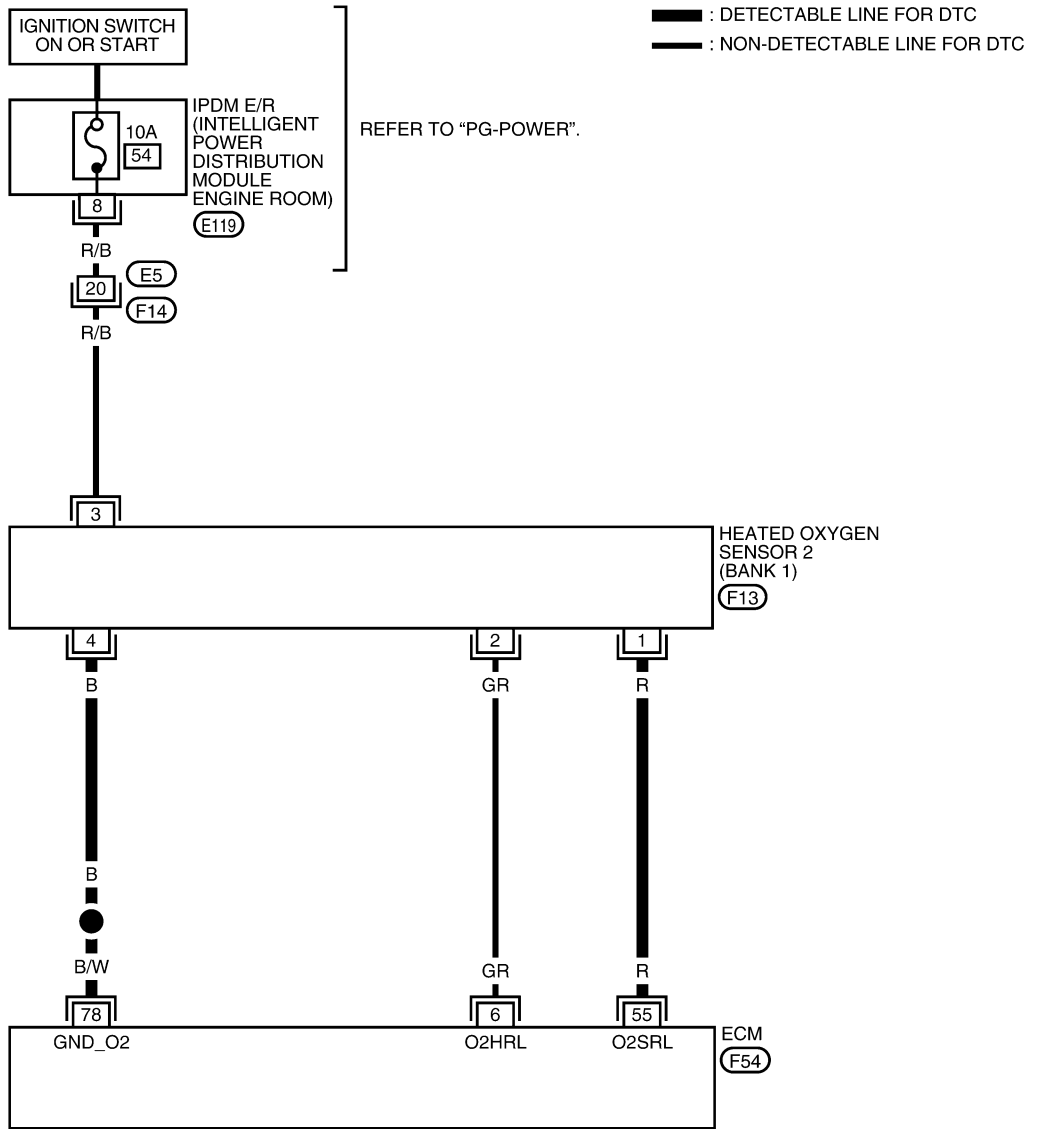 IGNITION SWITCH
ON OR START
: DETECTABLE LINE FOR DTC
: NON-DETECTABLE LINE FOR DTC
10A
54
IPDM E/R
(INTELLIGENT
POWER
DISTRIBUTION
MODULE
ENGINE ROOM)
E119
REFER TO “PG-POWER”.
8
R/B
20
E5
F14
R/B
3
HEATED OXYGEN
SENSOR 2
(BANK 1)
F13
4
2
1
B
GR
R
B
B/W
GR
R
78
6
55
GND_O2
O2HRL
O2SRL
ECM
F54